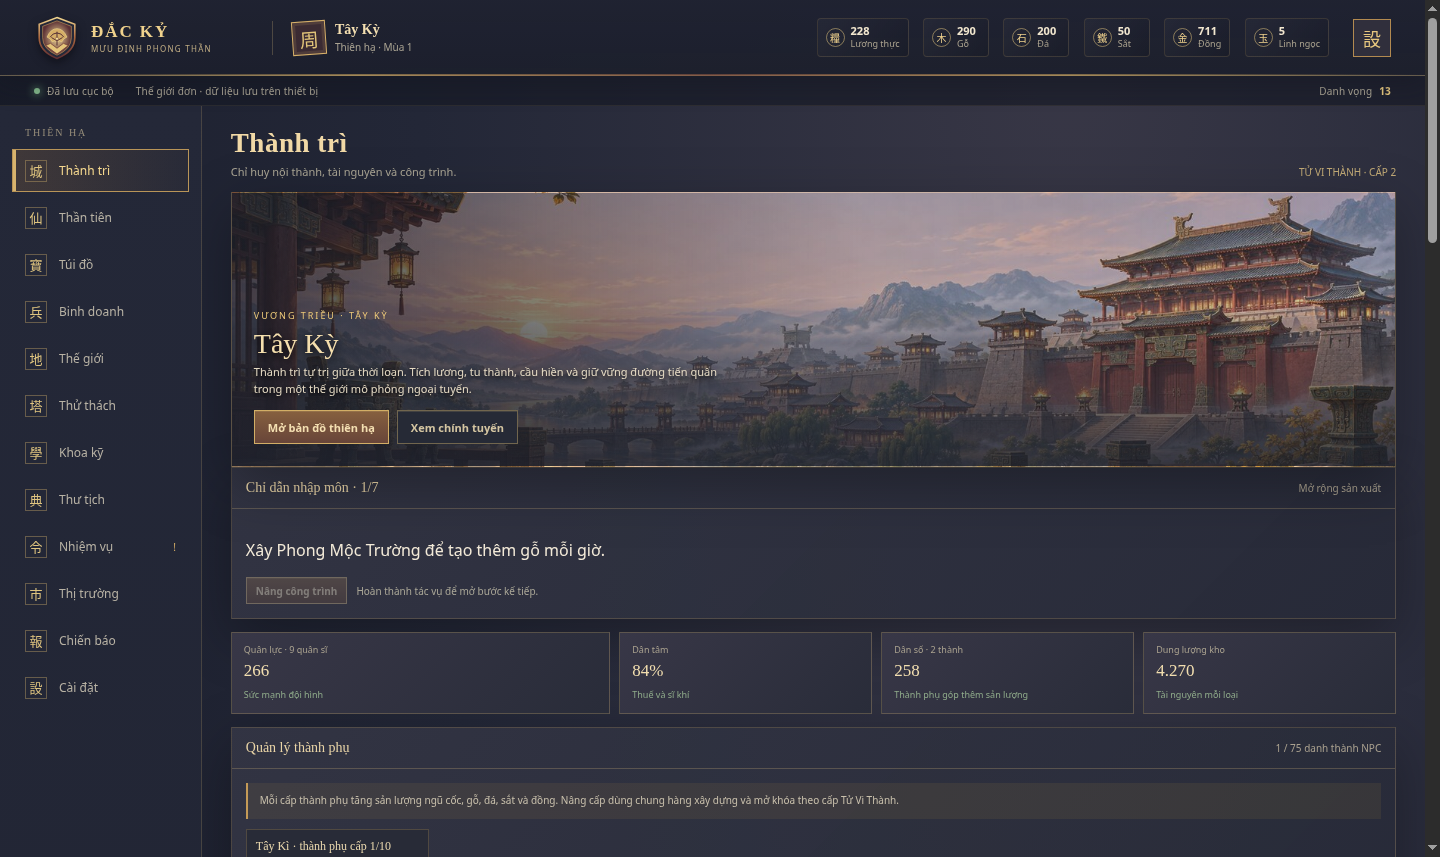 ĐẮC KỶ
MƯU ĐỊNH PHONG THẦN
周
Tây Kỳ
Thiên hạ · Mùa 1
糧
228
Lương thực
木
290
Gỗ
石
200
Đá
鐵
50
Sắt
金
711
Đồng
玉
5
Linh ngọc
設
Đã lưu cục bộ
Thế giới đơn · dữ liệu lưu trên thiết bị
Danh vọng 13
THIÊN HẠ
城 Thành trì
仙 Thần tiên
寶 Túi đồ
兵 Binh doanh
地 Thế giới
塔 Thử thách
學 Khoa kỹ
典 Thư tịch
令 Nhiệm vụ !
市 Thị trường
報 Chiến báo
設 Cài đặt
Thành trì
Chỉ huy nội thành, tài nguyên và công trình.
TỬ VI THÀNH · CẤP 2
VƯƠNG TRIỀU · TÂY KỲ
Tây Kỳ
Thành trì tự trị giữa thời loạn. Tích lương, tu thành, cầu hiền và giữ vững đường tiến quân
trong một thế giới mô phỏng ngoại tuyến.
Mở bản đồ thiên hạ
Xem chính tuyến
Chỉ dẫn nhập môn · 1/7
Mở rộng sản xuất
Xây Phong Mộc Trường để tạo thêm gỗ mỗi giờ.
Nâng công trình
Hoàn thành tác vụ để mở bước kế tiếp.
Quân lực · 9 quân sĩ
266
Sức mạnh đội hình
Dân tâm
84%
Thuế và sĩ khí
Dân số · 2 thành
258
Thành phụ góp thêm sản lượng
Dung lượng kho
4.270
Tài nguyên mỗi loại
Quản lý thành phụ
1 / 75 danh thành NPC
Mỗi cấp thành phụ tăng sản lượng ngũ cốc, gỗ, đá, sắt và đồng. Nâng cấp dùng chung hàng xây dựng và mở khóa theo cấp Tử Vi Thành.
Tây Kì · thành phụ cấp 1/10